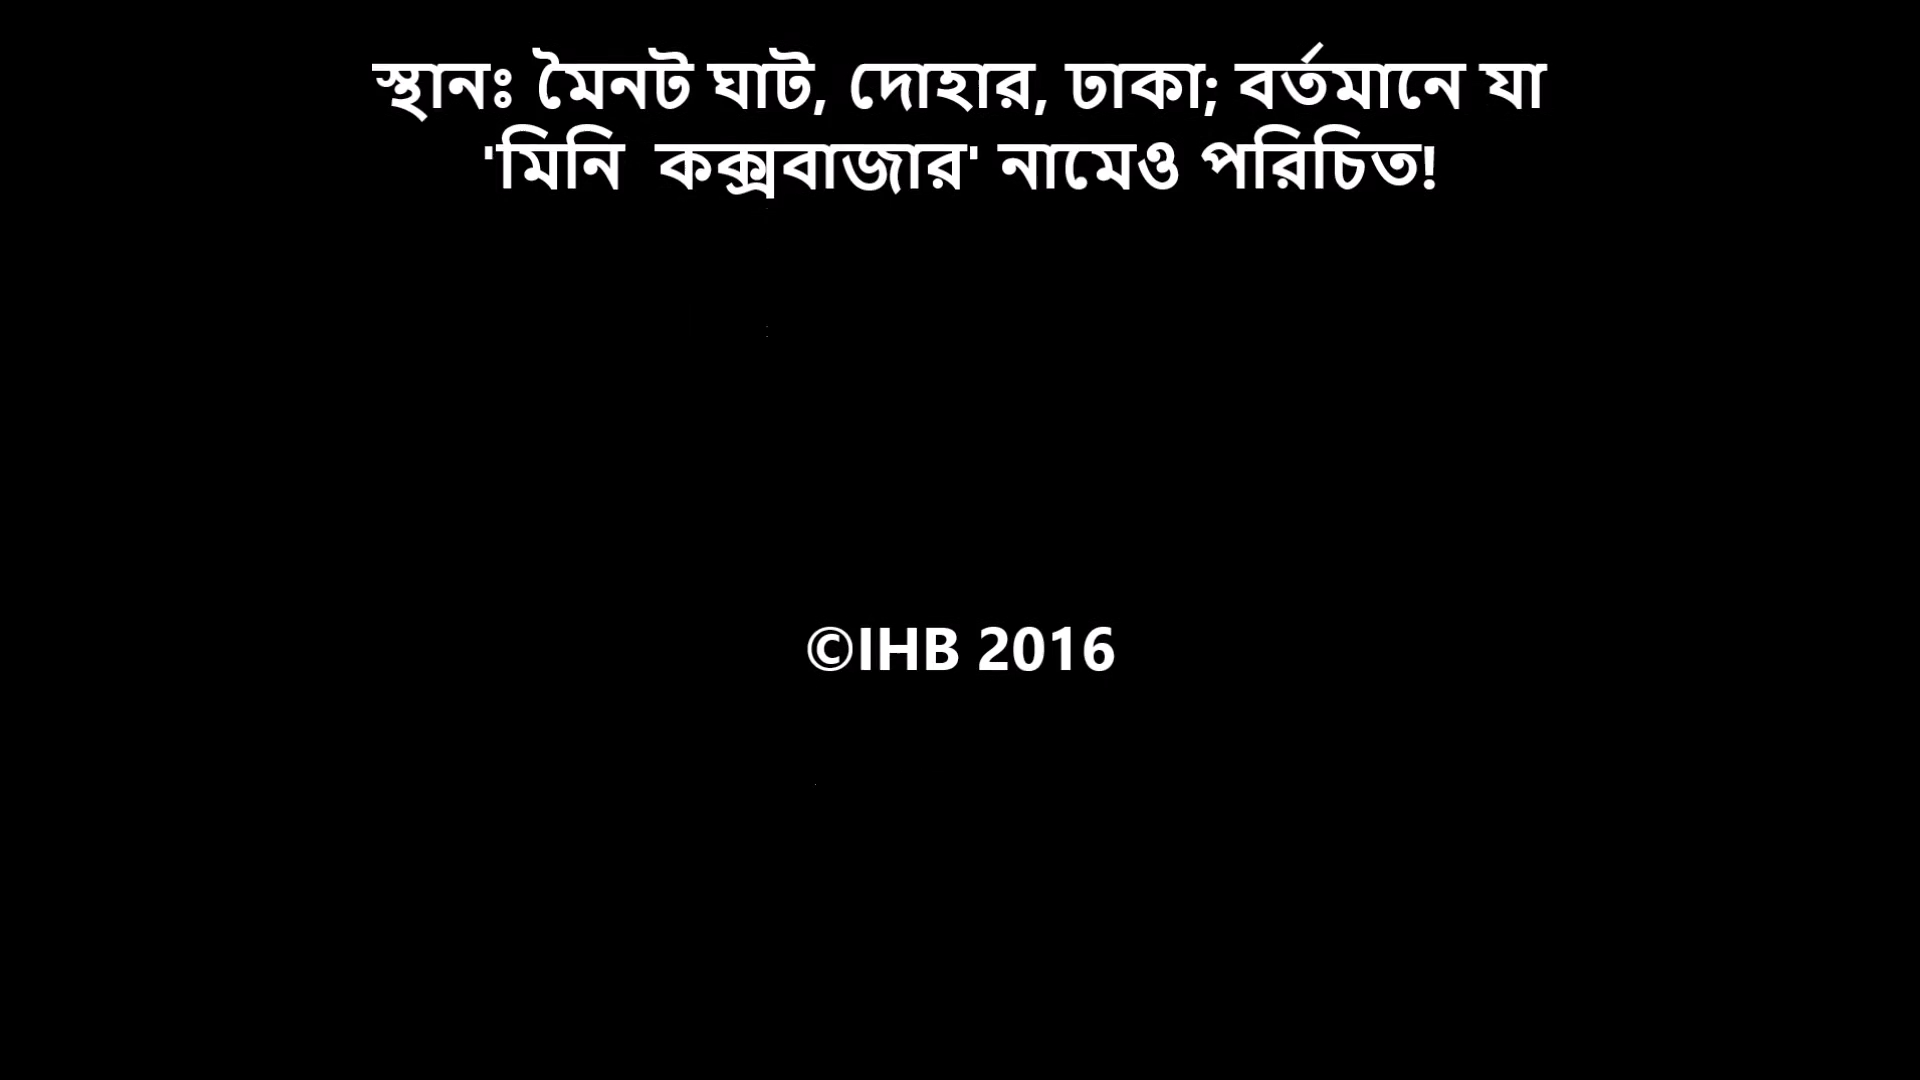 স্থানঃ মৈনট ঘাট, দোহার, ঢাকা; বর্তমানে যা
'মিনি  কক্সবাজার' নামেও পরিচিত!
©IHB 2016